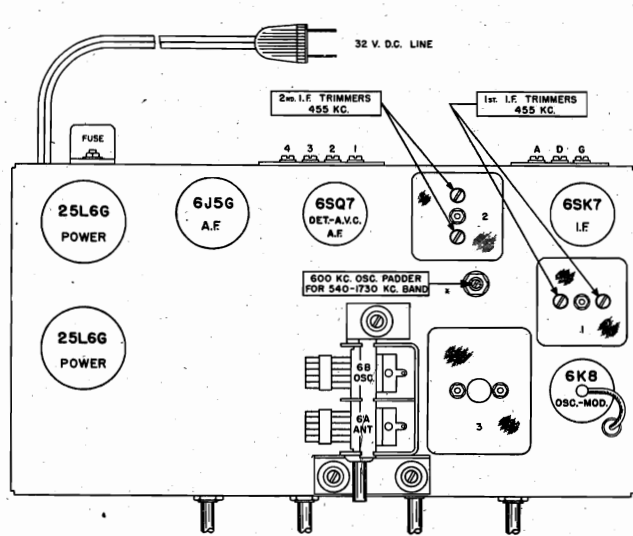 32 V. D.C. LINE
2ND. I.F. TRIMMERS
455 KC.
1ST. I.F. TRIMMERS
455 KC.
FUSE
4 3 2 1
A D G
25L6G
POWER
6J5G
A.F.
6SQ7
DET.-A.V.C.
A.F.
2
6SK7
I.F.
600 KC. OSC. PADDER
FOR 540-1730 KC. BAND
1
25L6G
POWER
6B
OSC.
6A
ANT
3
6K8
OSC.-MOD.